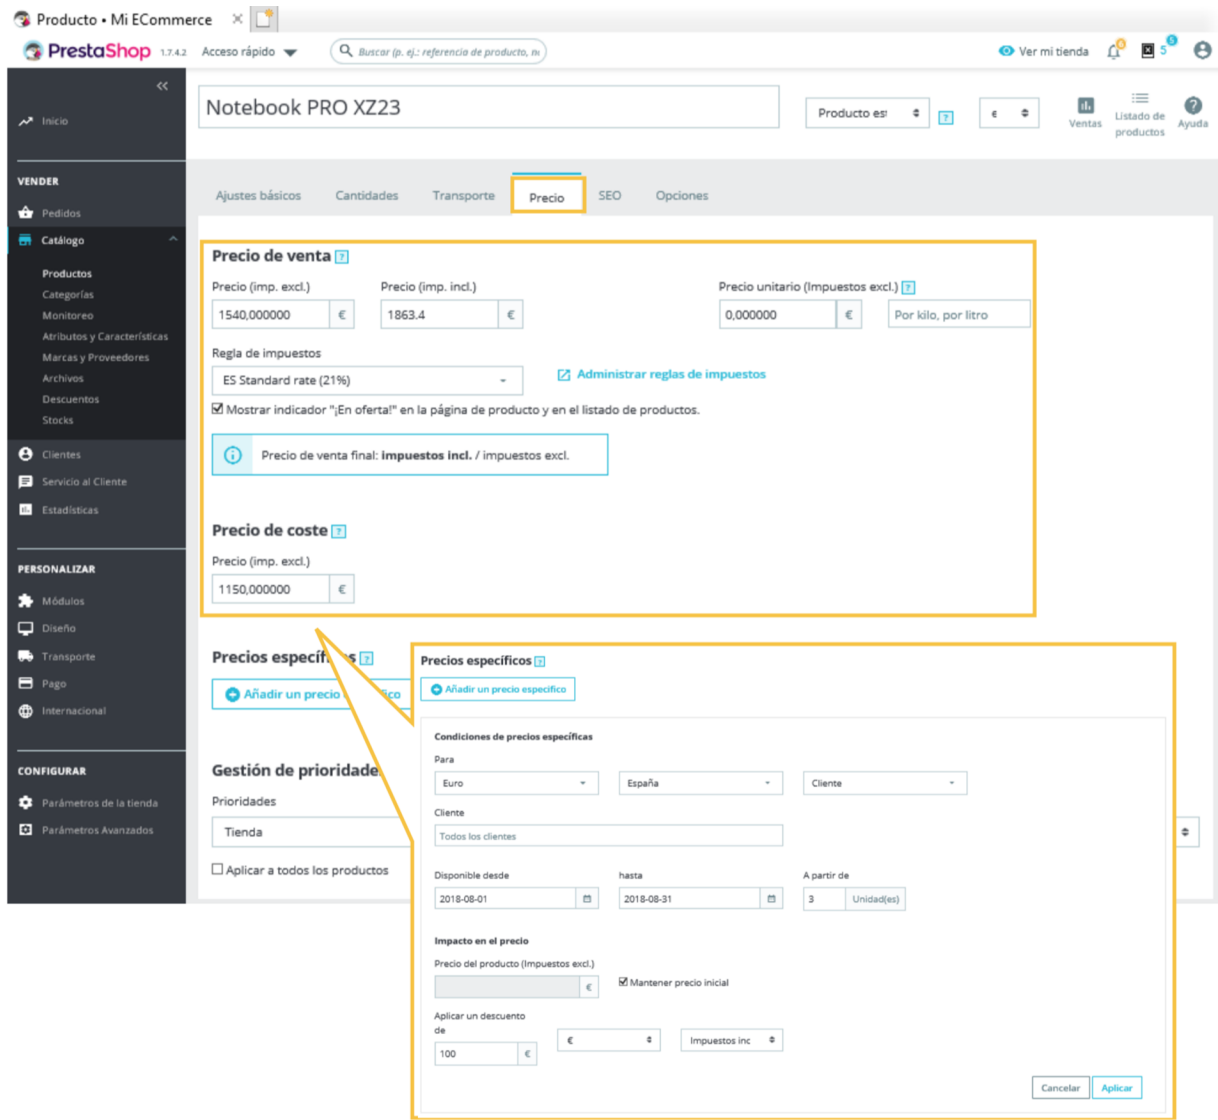 Producto • Mi ECommerce
PrestaShop 1.7.4.2 Acceso rápido Buscar (p. ej.: referencia de producto, n Ver mi tienda 5
Notebook PRO XZ23
Producto es
€
Ventas
Listado de productos
Ayuda
Inicio
VENDER
Pedidos
Catálogo
Productos
Categorías
Monitoreo
Atributos y Características
Marcas y Proveedores
Archivos
Descuentos
Stocks
Clientes
Servicio al Cliente
Estadísticas
PERSONALIZAR
Módulos
Diseño
Transporte
Pago
Internacional
CONFIGURAR
Parámetros de la tienda
Parámetros Avanzados
Ajustes básicos Cantidades Transporte Precio SEO Opciones
Precio de venta ?
Precio (imp. excl.) Precio (imp. incl.) Precio unitario (Impuestos excl.) ?
1540,000000 € 1863.4 € 0,000000 € Por kilo, por litro
Regla de impuestos
ES Standard rate (21%) Administrar reglas de impuestos
Mostrar indicador "¡En oferta!" en la página de producto y en el listado de productos.
Precio de venta final: impuestos incl. / impuestos excl.
Precio de coste ?
Precio (imp. excl.)
1150,000000 €
Precios específicos ?
Añadir un precio
Gestión de prioridade
Prioridades
Tienda
Aplicar a todos los productos
Precios específicos ?
Añadir un precio especifico
Condiciones de precios específicas
Para
Euro España Cliente
Cliente
Todos los clientes
Disponible desde hasta A partir de
2018-08-01 2018-08-31 3 Unidad(es)
Impacto en el precio
Precio del producto (Impuestos excl.)
€ Mantener precio inicial
Aplicar un descuento
de
100 € € Impuestos inc
Cancelar Aplicar